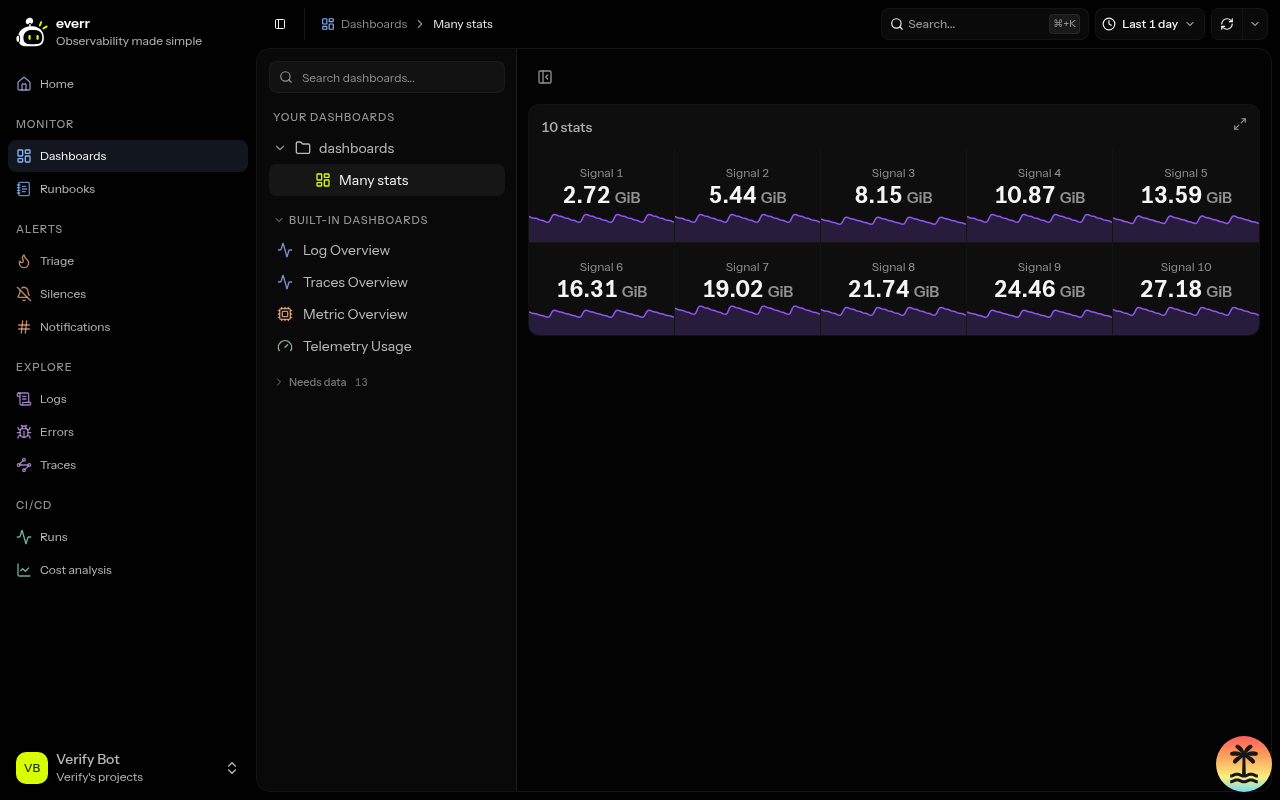 everr
Observability made simple
Home
MONITOR
Dashboards
Runbooks
ALERTS
Triage
Silences
Notifications
EXPLORE
Logs
Errors
Traces
CI/CD
Runs
Cost analysis
VB
Verify Bot
Verify's projects
Dashboards > Many stats
Search... ⌘+K
Last 1 day
Search dashboards...
YOUR DASHBOARDS
dashboards
Many stats
BUILT-IN DASHBOARDS
Log Overview
Traces Overview
Metric Overview
Telemetry Usage
Needs data 13
10 stats
Signal 1 Signal 2 Signal 3 Signal 4 Signal 5
2.72 GiB 5.44 GiB 8.15 GiB 10.87 GiB 13.59 GiB
Signal 6 Signal 7 Signal 8 Signal 9 Signal 10
16.31 GiB 19.02 GiB 21.74 GiB 24.46 GiB 27.18 GiB